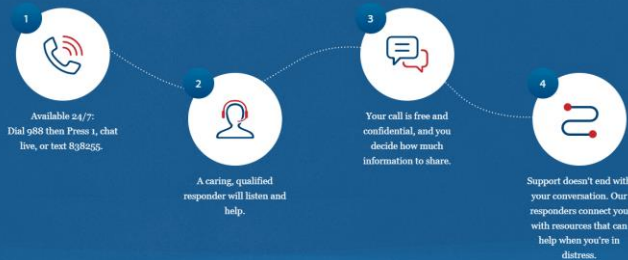 1
Available 24/7:
Dial 988 then Press 1, chat
live, or text 838255.
2
A caring, qualified
responder will listen and
help.
3
Your call is free and
confidential, and you
decide how much
information to share.
4
Support doesn't end with
your conversation. Our
responders connect you
with resources that can
help when you're in
distress.